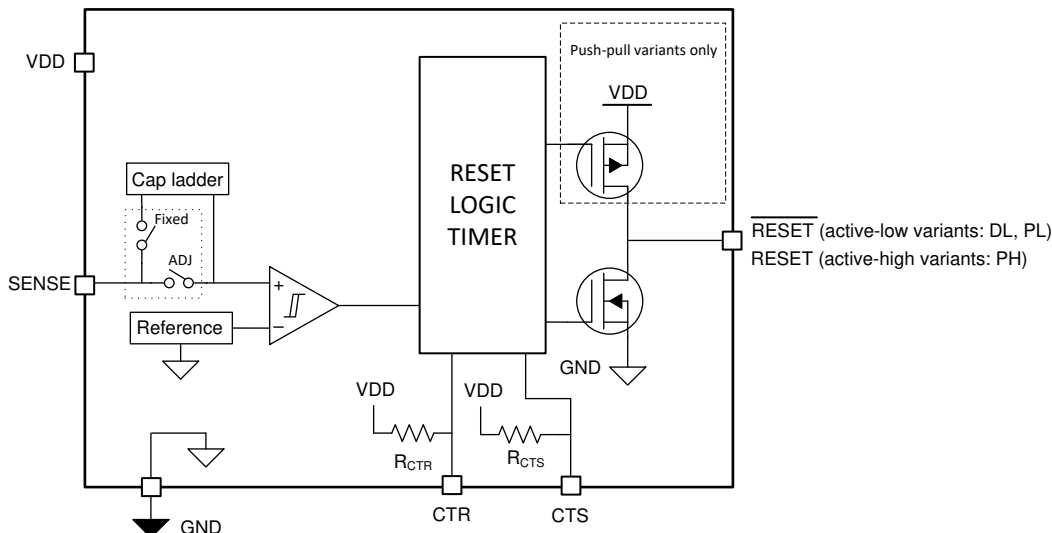 Push-pull variants only
VDD
VDD
RESET
LOGIC
TIMER
Cap ladder
Fixed
ADJ
SENSE
+
−
Reference
RESET (active-low variants: DL, PL)
RESET (active-high variants: PH)
GND
VDD
VDD
RCTR
RCTS
CTR
CTS
GND